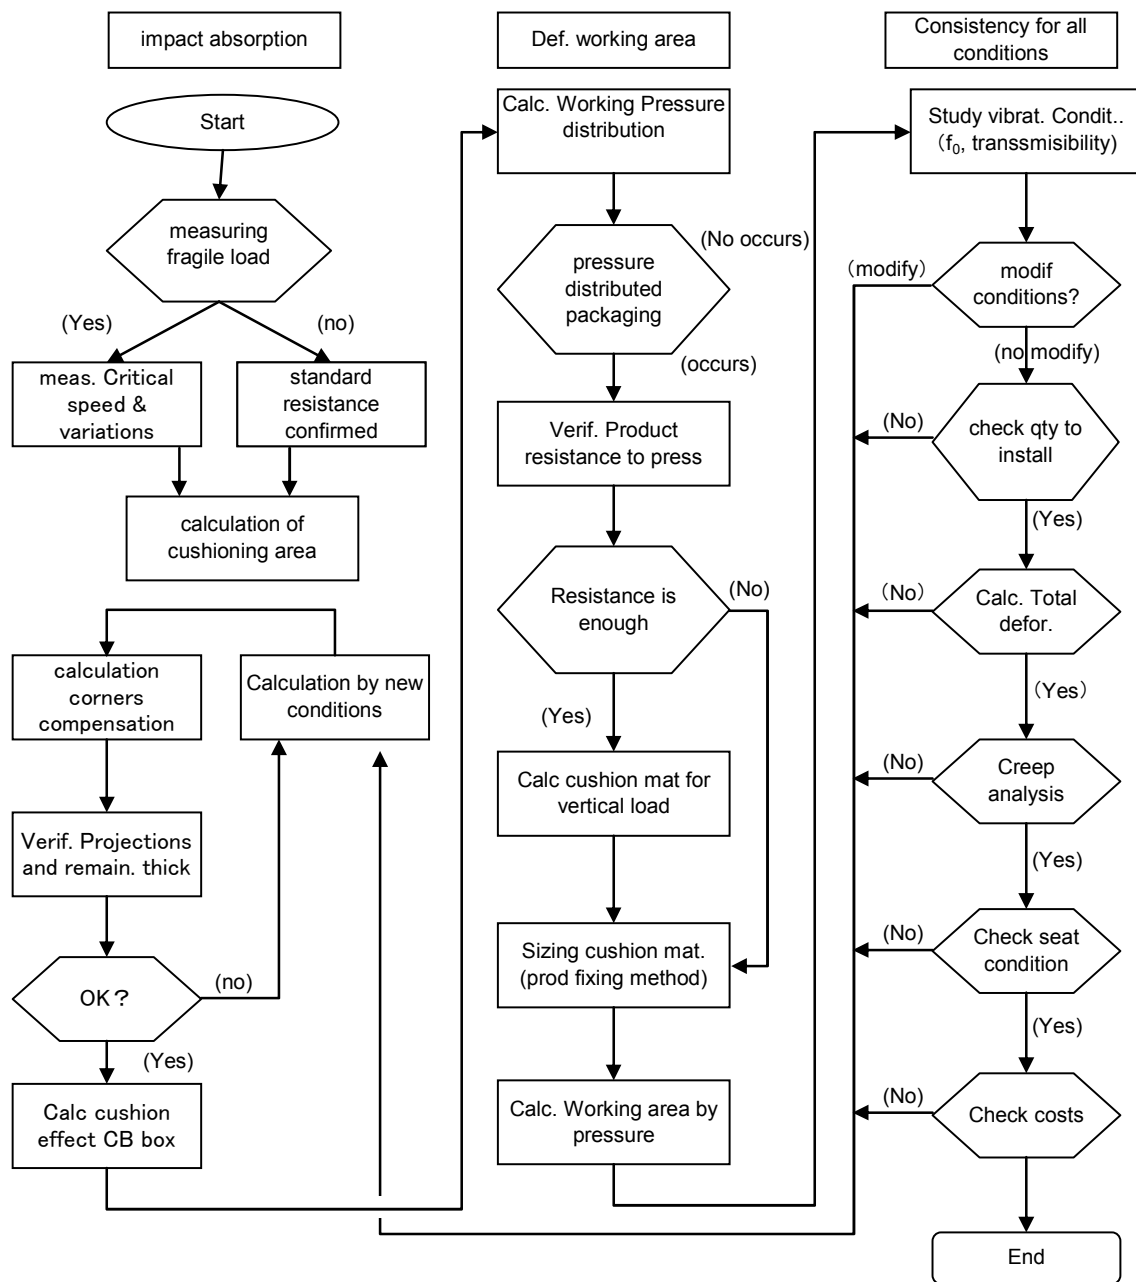 impact absorption
Start
measuring
fragile load
(Yes)
(no)
meas. Critical
speed &
variations
standard
resistance
confirmed
calculation of
cushioning area
calculation
corners
compensation
Calculation by new
conditions
Verif. Projections
and remain. thick
OK?
(no)
(Yes)
Calc cushion
effect CB box
Def. working area
Calc. Working Pressure
distribution
(No occurs)
pressure
distributed
packaging
(occurs)
Verif. Product
resistance to press
Resistance is
enough
(No)
(Yes)
Calc cushion mat for
vertical load
Sizing cushion mat.
(prod fixing method)
Calc. Working area by
pressure
Consistency for all
conditions
Study vibrat. Condit..
(f₀, transsmisibility)
(modify)
modif
conditions?
(no modify)
(No)
check qty to
install
(Yes)
(No)
Calc. Total
defor.
(Yes)
(No)
Creep
analysis
(Yes)
(No)
Check seat
condition
(Yes)
(No)
Check costs
End